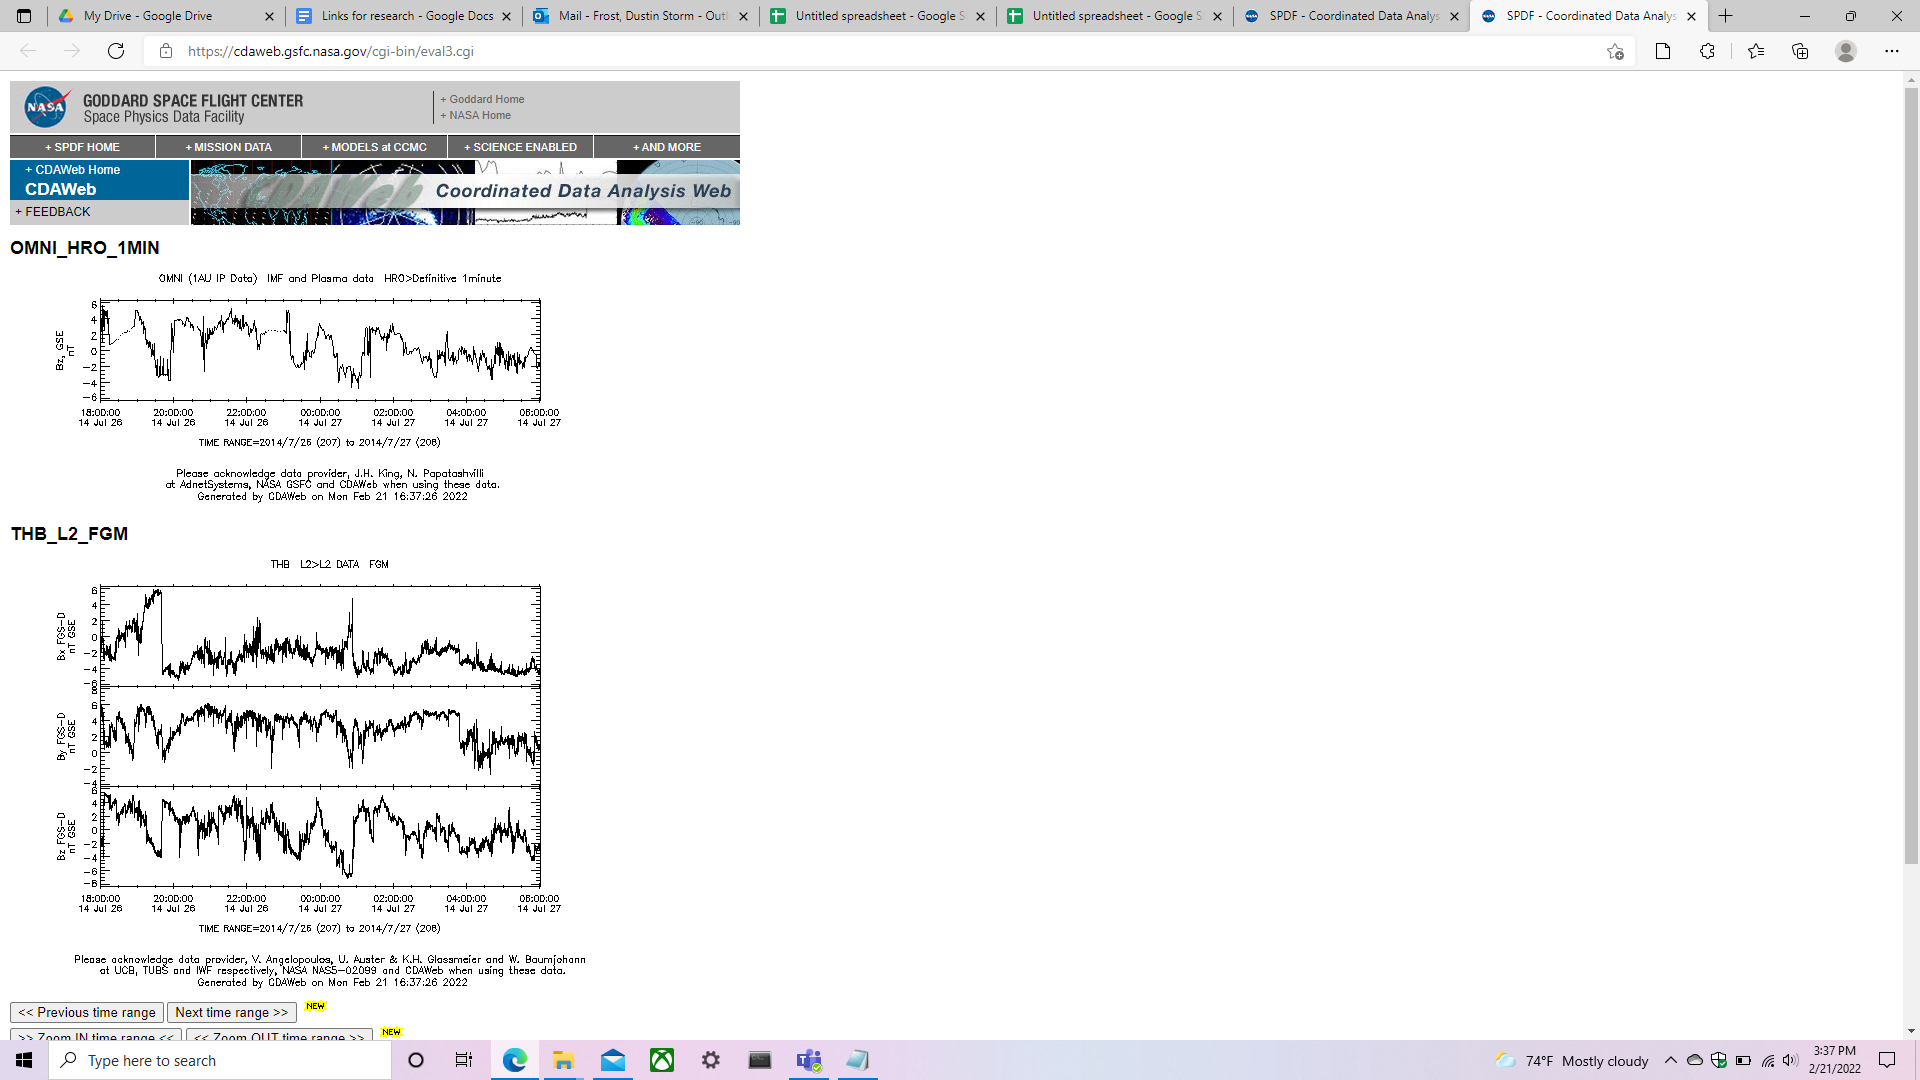 My Drive - Google Drive
Links for research - Google Docs
Mail - Frost, Dustin Storm - Outl
Untitled spreadsheet - Google S
Untitled spreadsheet - Google S
SPDF - Coordinated Data Analys
SPDF - Coordinated Data Analys
https://cdaweb.gsfc.nasa.gov/cgi-bin/eval3.cgi
NASA
GODDARD SPACE FLIGHT CENTER
Space Physics Data Facility
+ Goddard Home
+ NASA Home
+ SPDF HOME
+ MISSION DATA
+ MODELS at CCMC
+ SCIENCE ENABLED
+ AND MORE
+ CDAWeb Home
CDAWeb
+ FEEDBACK
Coordinated Data Analysis Web
OMNI_HRO_1MIN
OMNI (1AU IP Data) IMF and Plasma data HRO>Definitive 1minute
Bz, GSE
nT
6
4
2
0
-2
-4
-6
18:00:00 20:00:00 22:00:00 00:00:00 02:00:00 04:00:00 06:00:00
14 Jul 26 14 Jul 26 14 Jul 26 14 Jul 27 14 Jul 27 14 Jul 27 14 Jul 27
TIME RANGE=2014/7/26 (207) to 2014/7/27 (208)
Please acknowledge data provider, J.H. King, N. Papatashvilli
at AdnetSystems, NASA GSFC and CDAWeb when using these data.
Generated by CDAWeb on Mon Feb 21 16:37:26 2022
THB_L2_FGM
THB L2>L2 DATA FGM
Bx FGS-D
nT GSE
6
4
2
0
-2
-4
-6
By FGS-D
nT GSE
8
6
4
2
0
-2
-4
Bz FGS-D
nT GSE
6
4
2
0
-2
-4
-6
-8
18:00:00 20:00:00 22:00:00 00:00:00 02:00:00 04:00:00 06:00:00
14 Jul 26 14 Jul 26 14 Jul 26 14 Jul 27 14 Jul 27 14 Jul 27 14 Jul 27
TIME RANGE=2014/7/26 (207) to 2014/7/27 (208)
Please acknowledge data provider, V. Angelopoulos, U. Auster & K.H. Glassmeier and W. Baumjohann
at UCB, TUBS and IWF respectively, NASA NAS5-02099 and CDAWeb when using these data.
Generated by CDAWeb on Mon Feb 21 16:37:26 2022
<< Previous time range
Next time range >>
NEW
>> Zoom IN time range <<
<< Zoom OUT time range >>
NEW
Type here to search
74°F Mostly cloudy
3:37 PM
2/21/2022